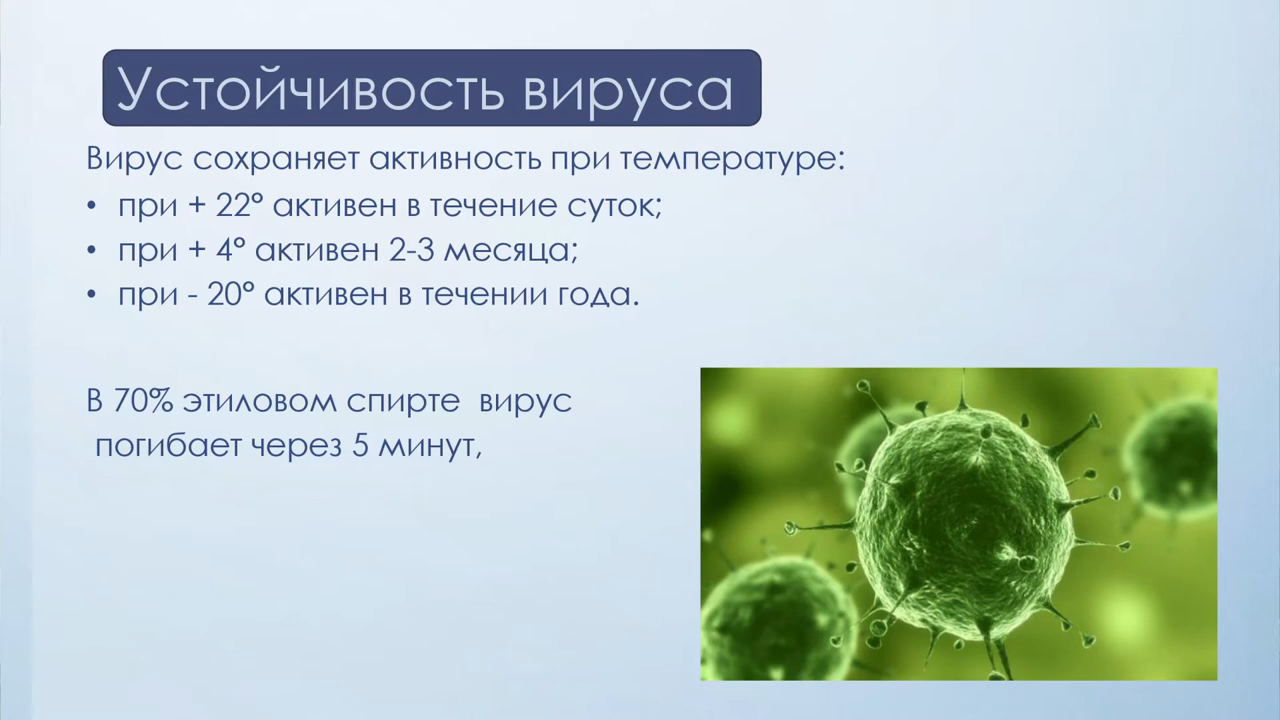 Устойчивость вируса
Вирус сохраняет активность при температуре:
• при + 22° активен в течение суток;
• при + 4° активен 2-3 месяца;
• при - 20° активен в течении года.
В 70% этиловом спирте  вирус
погибает через 5 минут,